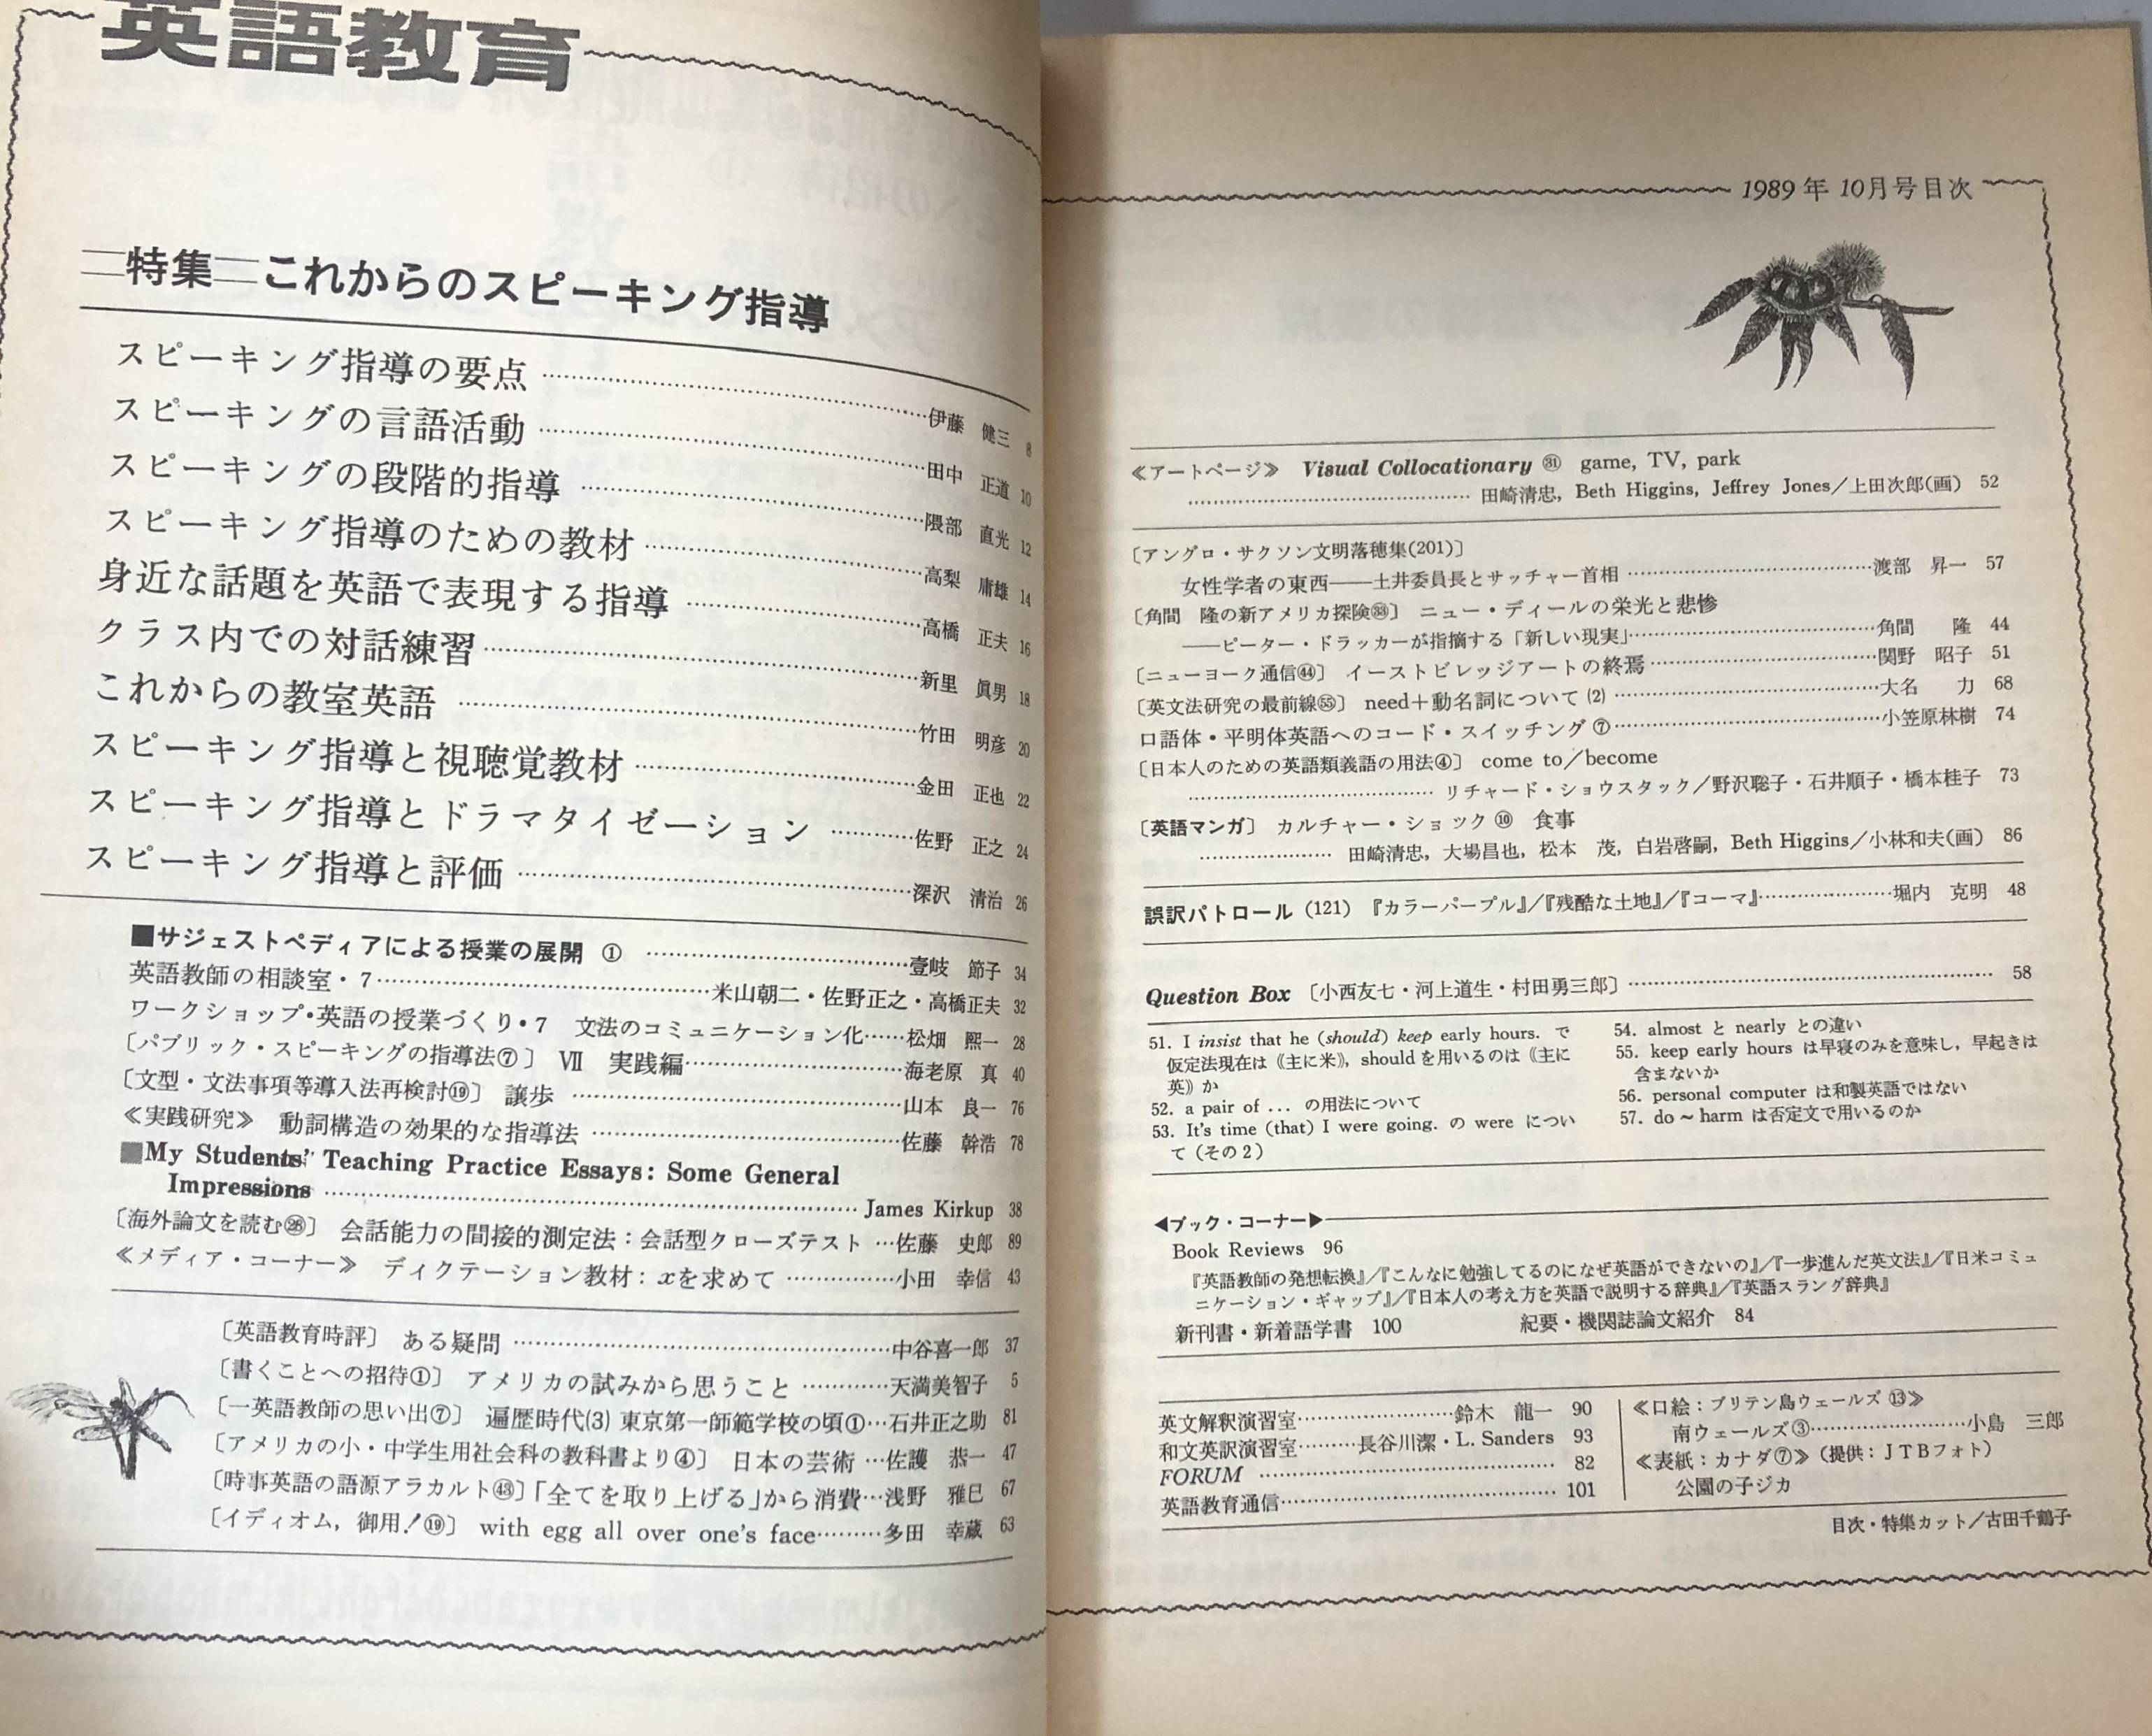 英語教育
特集 これからのスピーキング指導
スピーキング指導の要点……伊藤 健三 8
スピーキングの言語活動……田中 正道 10
スピーキングの段階的指導……隈部 直光 12
スピーキング指導のための教材……高梨 庸雄 14
身近な話題を英語で表現する指導……高橋 正夫 16
クラス内での対話練習……新里 眞男 18
これからの教室英語……竹田 明彦 20
スピーキング指導と視聴覚教材……金田 正也 22
スピーキング指導とドラマタイゼーション……佐野 正之 24
スピーキング指導と評価……深沢 清治 26
■サジェストペディアによる授業の展開 ①……壹岐 節子 34
英語教師の相談室・7……米山朝二・佐野正之・高橋正夫 32
ワークショップ・英語の授業づくり・7 文法のコミュニケーション化……松畑 熙一 28
〔パブリック・スピーキングの指導法⑦〕 Ⅶ 実践編……海老原 真 40
〔文型・文法事項等導入法再検討⑲〕 譲歩……山本 良一 76
≪実践研究≫ 動詞構造の効果的な指導法……佐藤 幹浩 78
■My Students' Teaching Practice Essays: Some General
Impressions……James Kirkup 38
〔海外論文を読む㉘〕 会話能力の間接的測定法：会話型クローズテスト…佐藤 史郎 89
≪メディア・コーナー≫ ディクテーション教材：xを求めて……小田 幸信 43
〔英語教育時評〕 ある疑問……中谷喜一郎 37
〔書くことへの招待①〕 アメリカの試みから思うこと……天満美智子 5
〔一英語教師の思い出⑦〕 遍歴時代(3) 東京第一師範学校の頃①…石井正之助 81
〔アメリカの小・中学生用社会科の教科書より④〕 日本の芸術…佐護 恭一 47
〔時事英語の語源アラカルト㊸〕「全てを取り上げる」から消費…浅野 雅巳 67
〔イディオム，御用！⑲〕 with egg all over one's face……多田 幸蔵 63
1989年10月号目次
≪アートページ≫ Visual Collocationary ㉛ game, TV, park
……田崎清忠，Beth Higgins, Jeffrey Jones／上田次郎(画) 52
〔アングロ・サクソン文明落穂集(201)〕
女性学者の東西――土井委員長とサッチャー首相……渡部 昇一 57
〔角間 隆の新アメリカ探険㉝〕 ニュー・ディールの栄光と悲惨
――ピーター・ドラッカーが指摘する「新しい現実」……角間 隆 44
〔ニューヨーク通信㊹〕 イーストビレッジアートの終焉……関野 昭子 51
〔英文法研究の最前線㊺〕 need＋動名詞について(2)……大名 力 68
口語体・平明体英語へのコード・スイッチング⑦……小笠原林樹 74
〔日本人のための英語類義語の用法④〕 come to／become
……リチャード・ショウスタック／野沢聡子・石井順子・橋本桂子 73
〔英語マンガ〕 カルチャー・ショック⑩ 食事
……田崎清忠，大場昌也，松本 茂，白岩啓嗣，Beth Higgins／小林和夫(画) 86
誤訳パトロール (121) 『カラーパープル』／『残酷な土地』／『コーマ』……堀内 克明 48
Question Box 〔小西友七・河上道生・村田勇三郎〕……58
51. I insist that he (should) keep early hours. で
仮定法現在は≪主に米≫，should を用いるのは≪主に
英≫か
52. a pair of ... の用法について
53. It's time (that) I were going. の were につい
て（その2）
54. almost と nearly との違い
55. keep early hours は早寝のみを意味し，早起きは
含まないか
56. personal computer は和製英語ではない
57. do ～ harm は否定文で用いるのか
◀ブック・コーナー▶
Book Reviews 96
『英語教師の発想転換』／『こんなに勉強してるのになぜ英語ができないの』／『一歩進んだ英文法』／『日米コミュ
ニケーション・ギャップ』／『日本人の考え方を英語で説明する辞典』／『英語スラング辞典』
新刊書・新着語学書 100 紀要・機関誌論文紹介 84
英文解釈演習室……鈴木 龍一 90
和文英訳演習室……長谷川潔・L. Sanders 93
FORUM……82
英語教育通信……101
≪口絵：ブリテン島ウェールズ ⑬≫
南ウェールズ③……小島 三郎
≪表紙：カナダ⑦≫（提供：JTBフォト）
公園の子ジカ
目次・特集カット／古田千鶴子